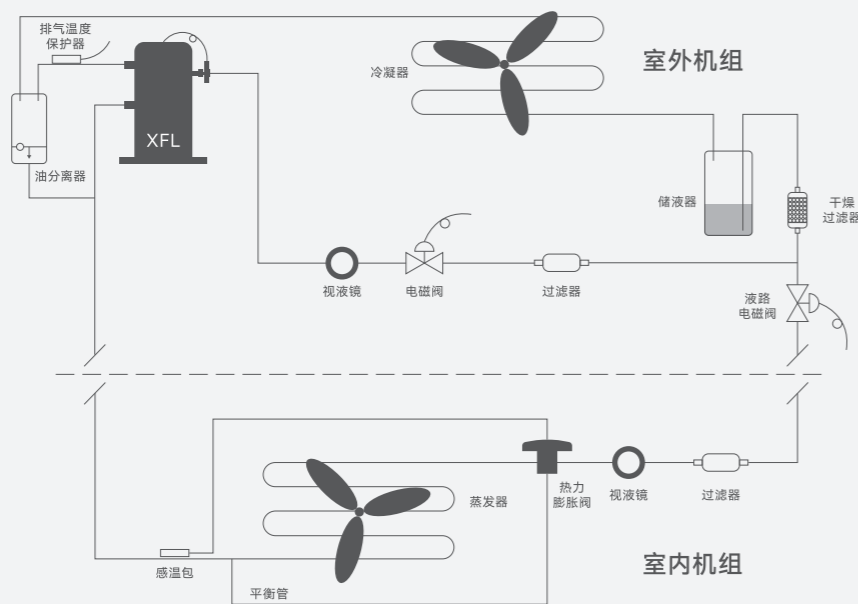 排气温度
保护器
冷凝器
室外机组
XFL
油分离器
储液器
干燥
过滤器
视液镜
电磁阀
过滤器
液路
电磁阀
蒸发器
热力
膨胀阀
视液镜
过滤器
感温包
平衡管
室内机组